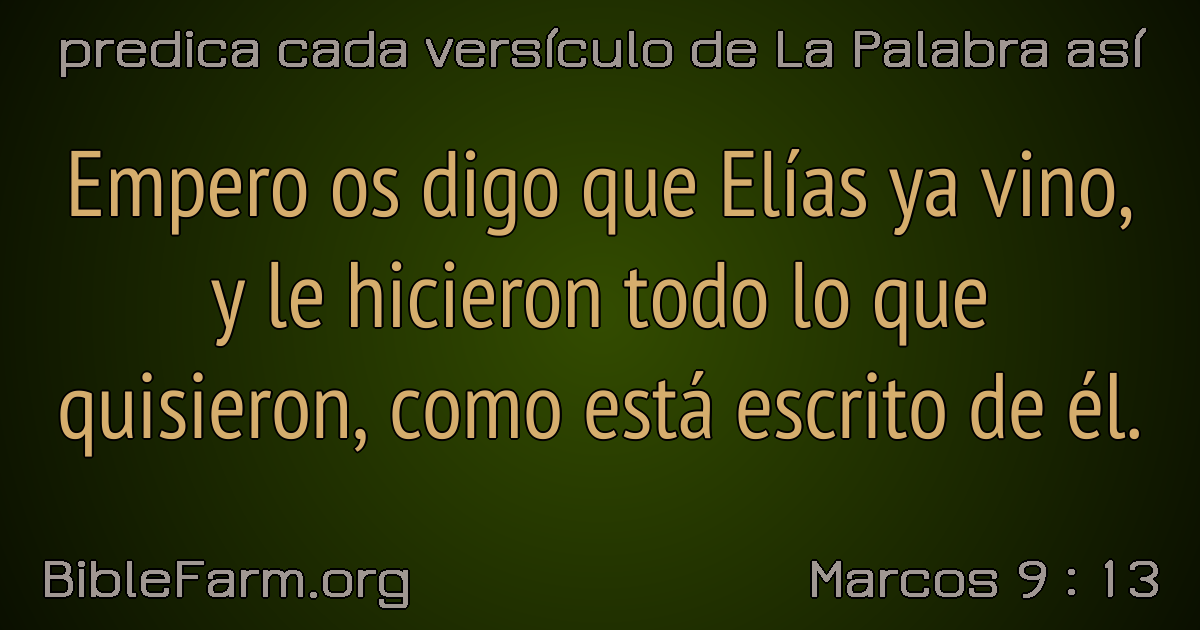 predica cada versículo de La Palabra así
Empero os digo que Elías ya vino,
y le hicieron todo lo que
quisieron, como está escrito de él.
BibleFarm.org
Marcos 9 : 13